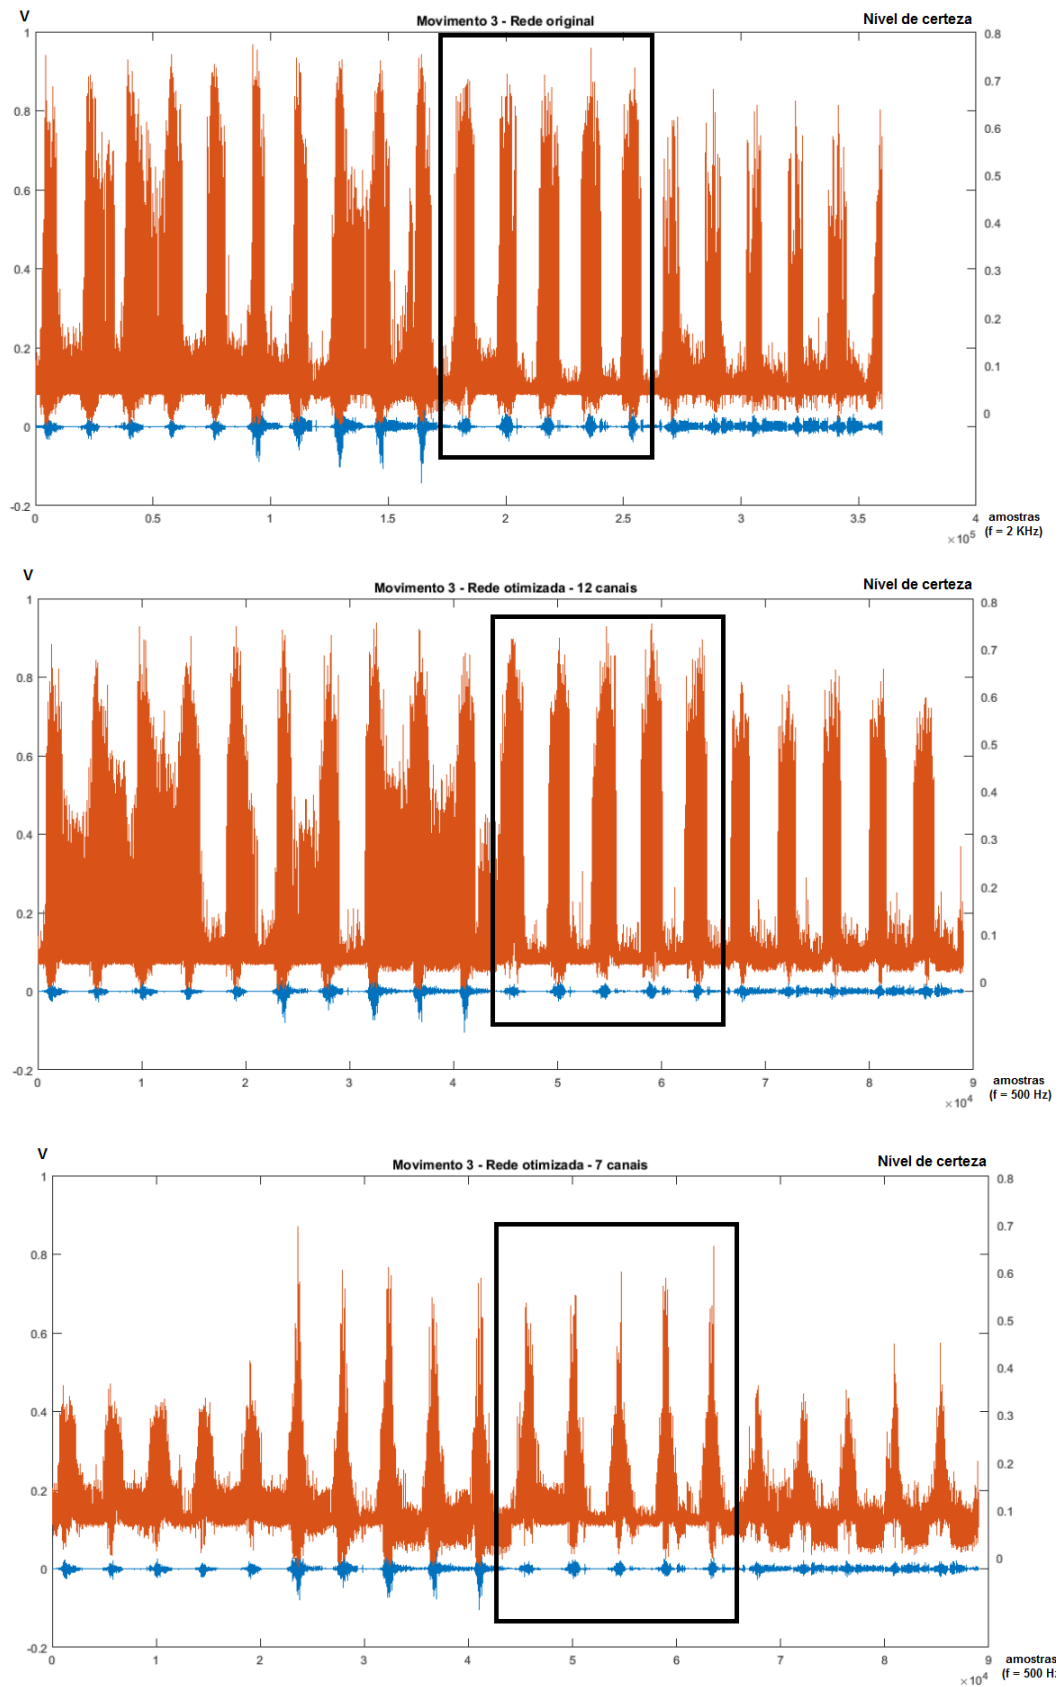 V
Movimento 3 - Rede original
Nível de certeza
1
0.8
0.6
0.4
0.2
0
-0.2
0.8
0.7
0.6
0.5
0.4
0.3
0.2
0.1
0
0 0.5 1 1.5 2 2.5 3 3.5 4
×10⁵
amostras
(f = 2 KHz)
V
Movimento 3 - Rede otimizada - 12 canais
Nível de certeza
1
0.8
0.6
0.4
0.2
0
-0.2
0.8
0.7
0.6
0.5
0.4
0.3
0.2
0.1
0
0 1 2 3 4 5 6 7 8 9
×10⁴
amostras
(f = 500 Hz)
V
Movimento 3 - Rede otimizada - 7 canais
Nível de certeza
1
0.8
0.6
0.4
0.2
0
-0.2
0.8
0.7
0.6
0.5
0.4
0.3
0.2
0.1
0
0 1 2 3 4 5 6 7 8 9
×10⁴
amostras
(f = 500 Hz